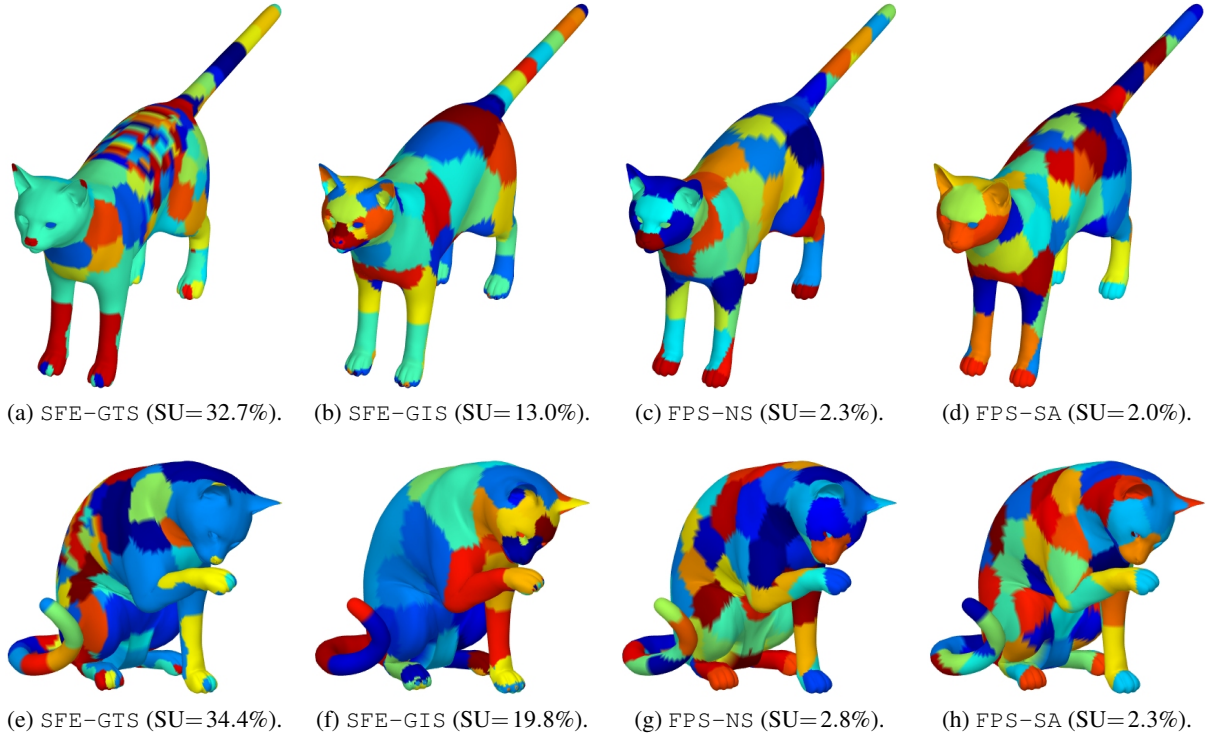 (a) SFE-GTS (SU=32.7%).
(b) SFE-GIS (SU=13.0%).
(c) FPS-NS (SU=2.3%).
(d) FPS-SA (SU=2.0%).
(e) SFE-GTS (SU=34.4%).
(f) SFE-GIS (SU=19.8%).
(g) FPS-NS (SU=2.8%).
(h) FPS-SA (SU=2.3%).